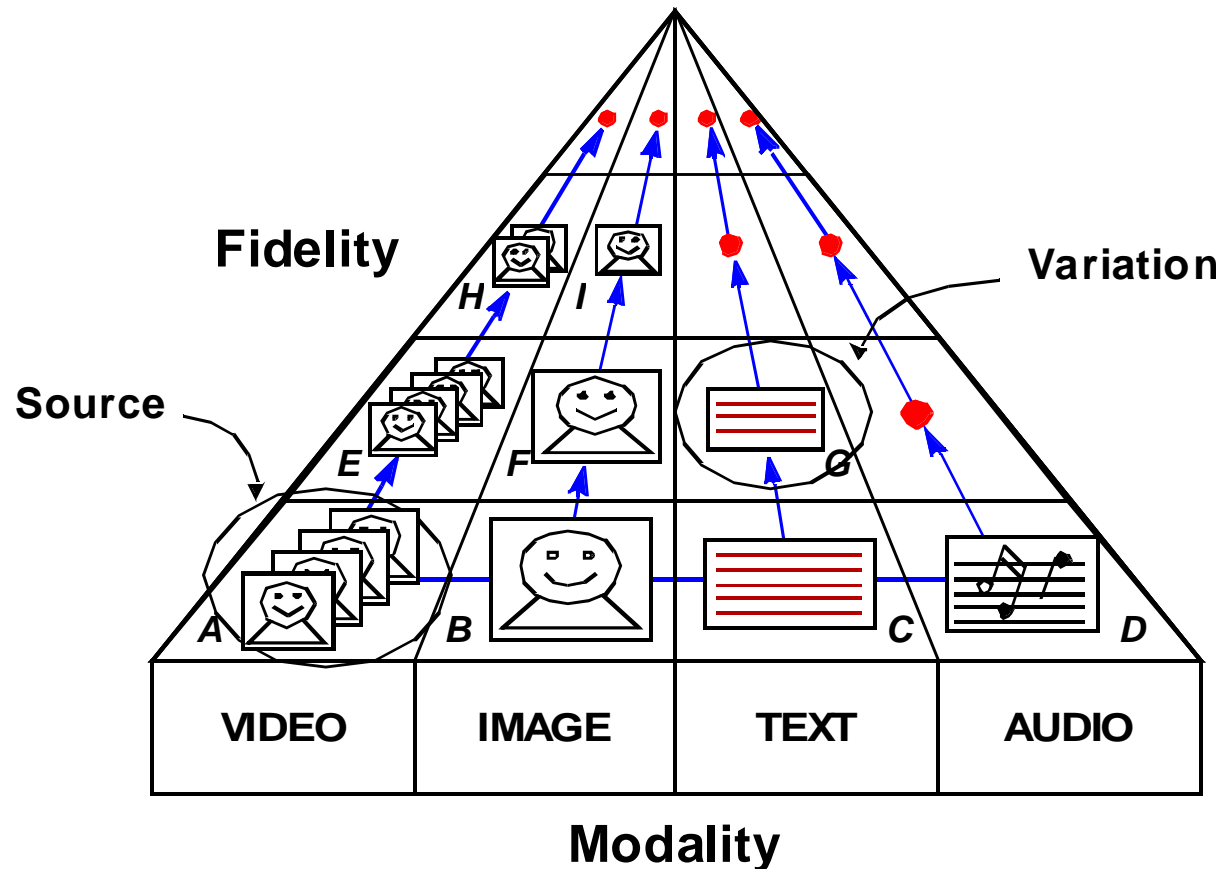 Fidelity
Variation
H
I
Source
E
F
G
A
B
C
D
VIDEO
IMAGE
TEXT
AUDIO
Modality